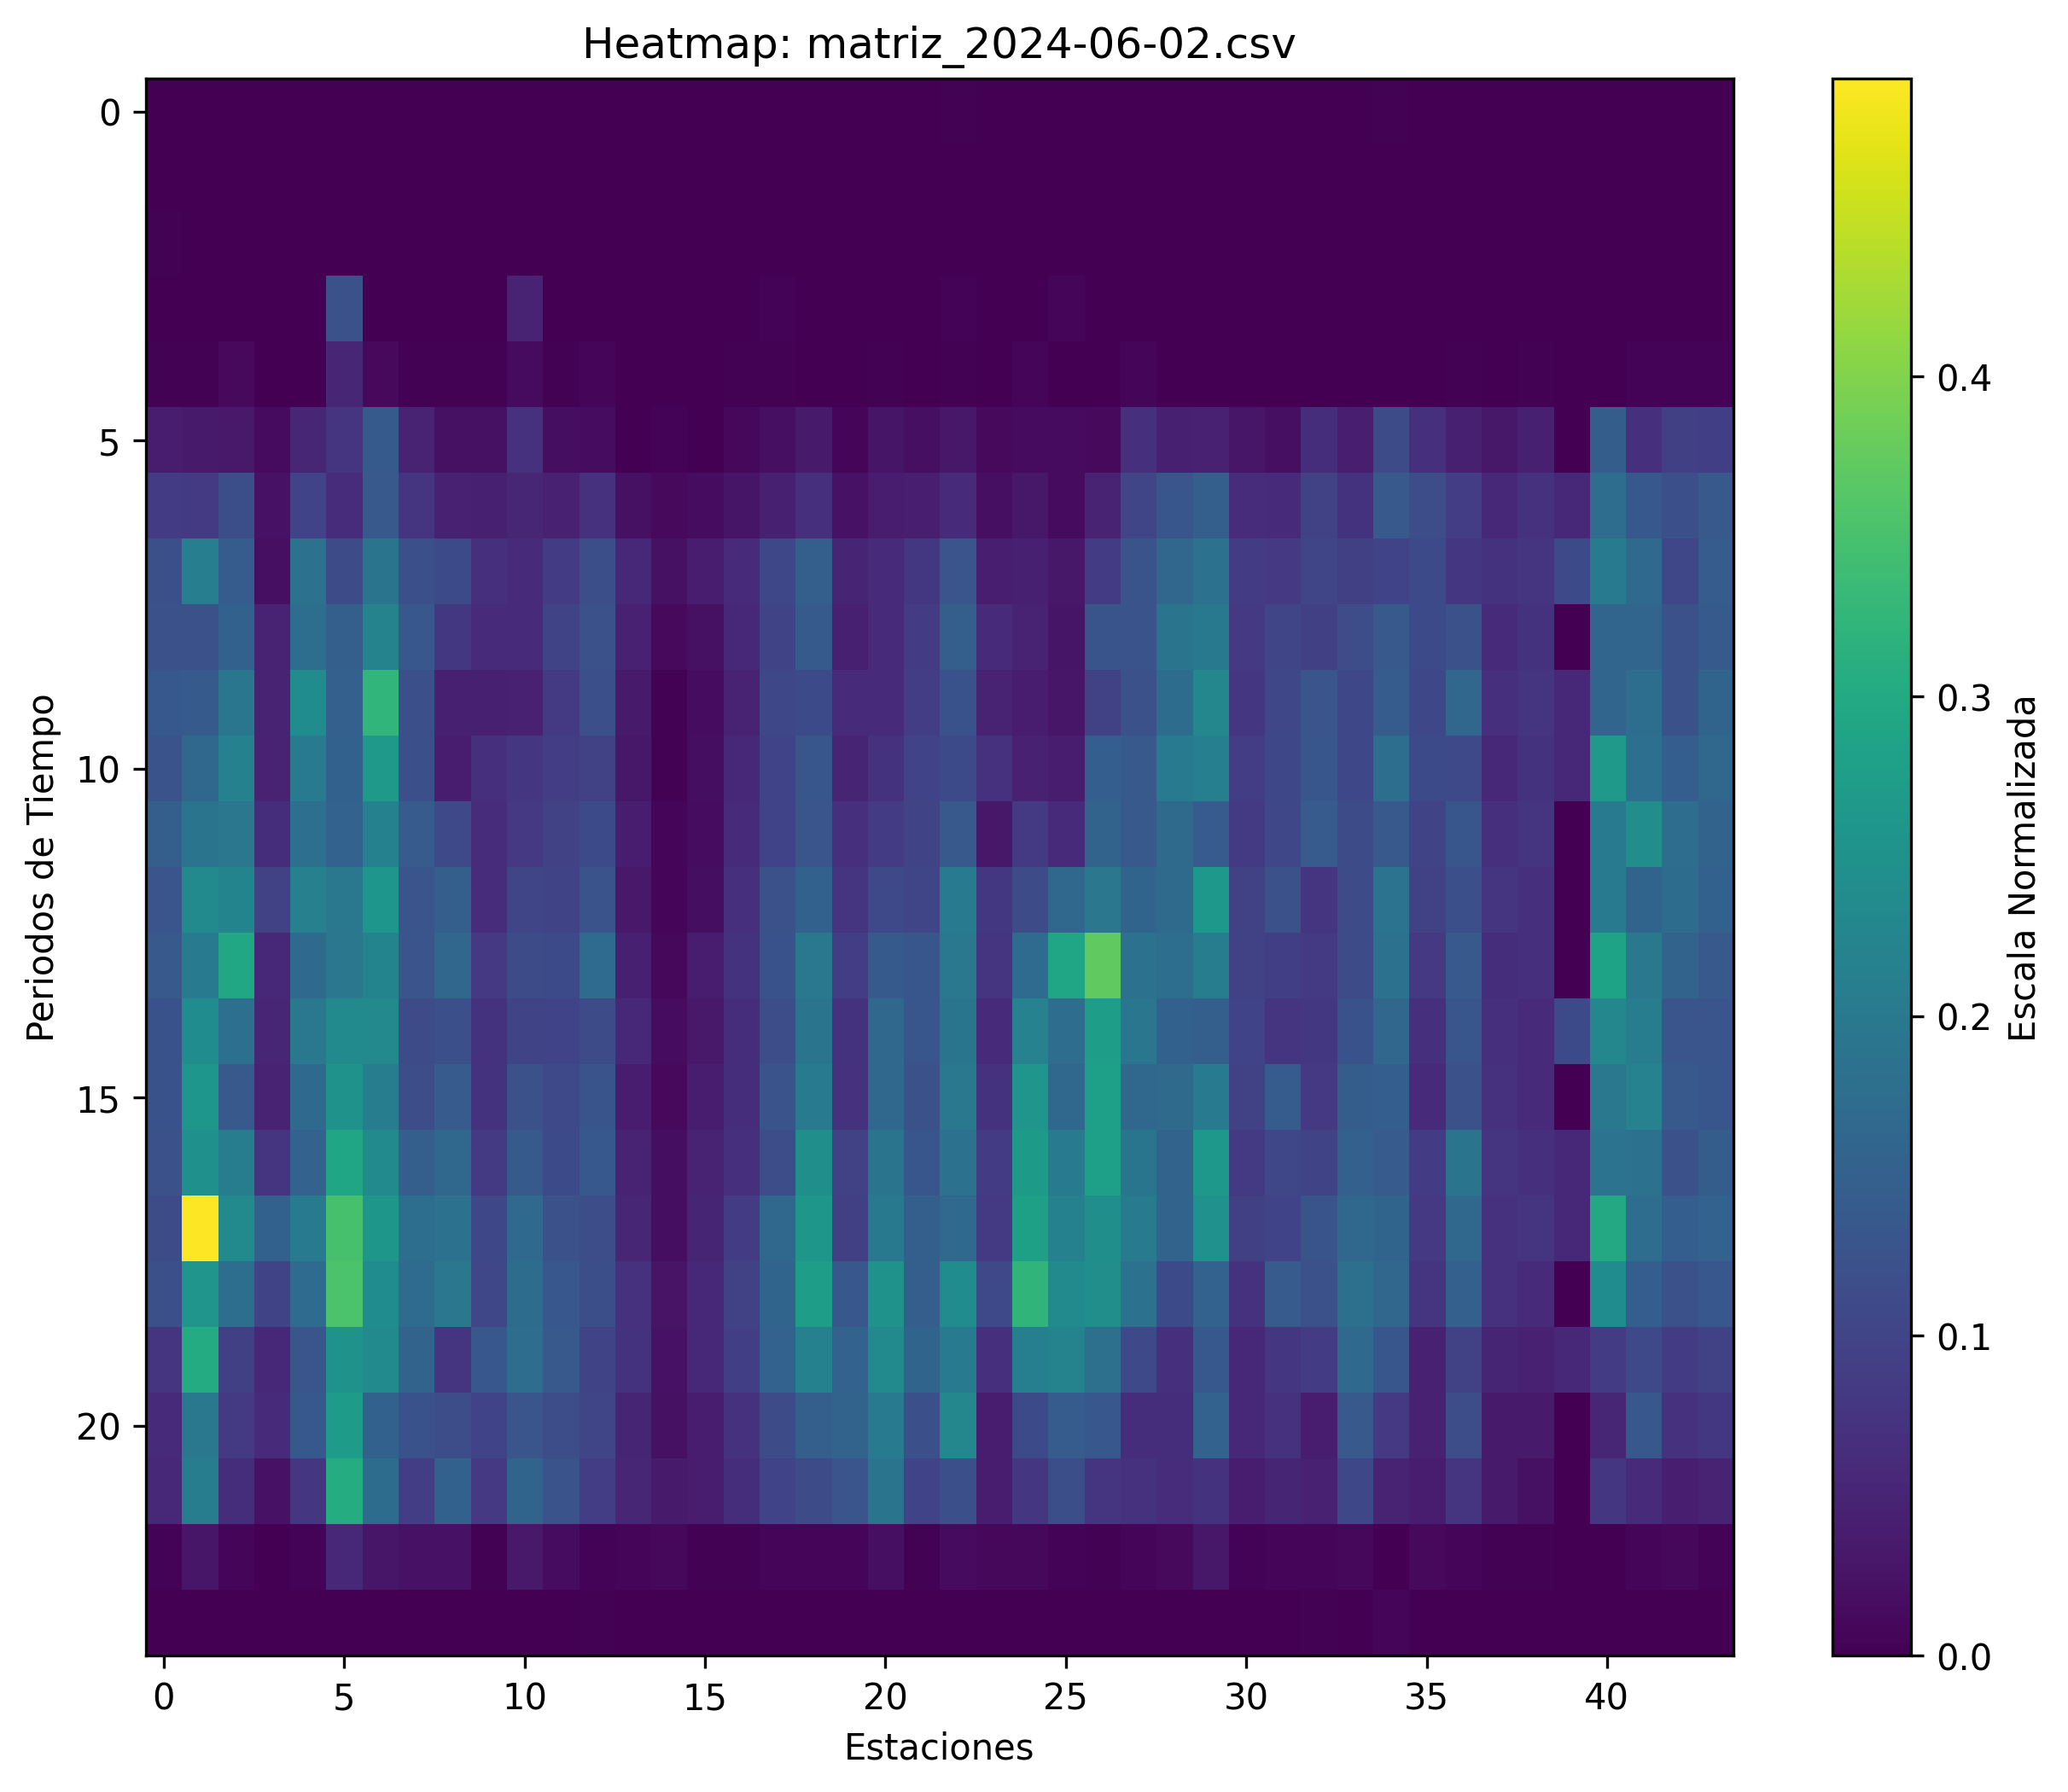 Heatmap: matriz_2024-06-02.csv
Periodos de Tiempo
0
5
10
15
20
0 5 10 15 20 25 30 35 40
Estaciones
0.4
0.3
0.2
0.1
0.0
Escala Normalizada